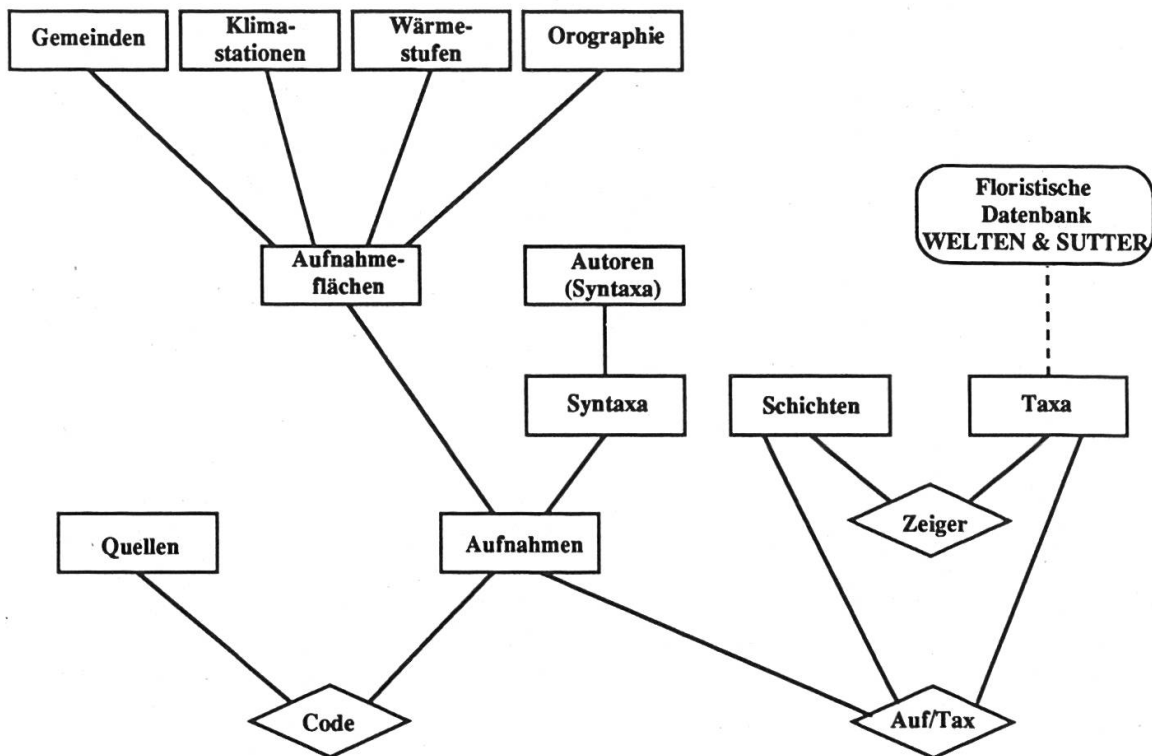 Gemeinden
Klima-
stationen
Wärme-
stufen
Orographie
Floristische
Datenbank
WELTEN & SUTTER
Aufnahme-
flächen
Autoren
(Syntaxa)
Syntaxa
Schichten
Taxa
Zeiger
Quellen
Aufnahmen
Code
Auf/Tax